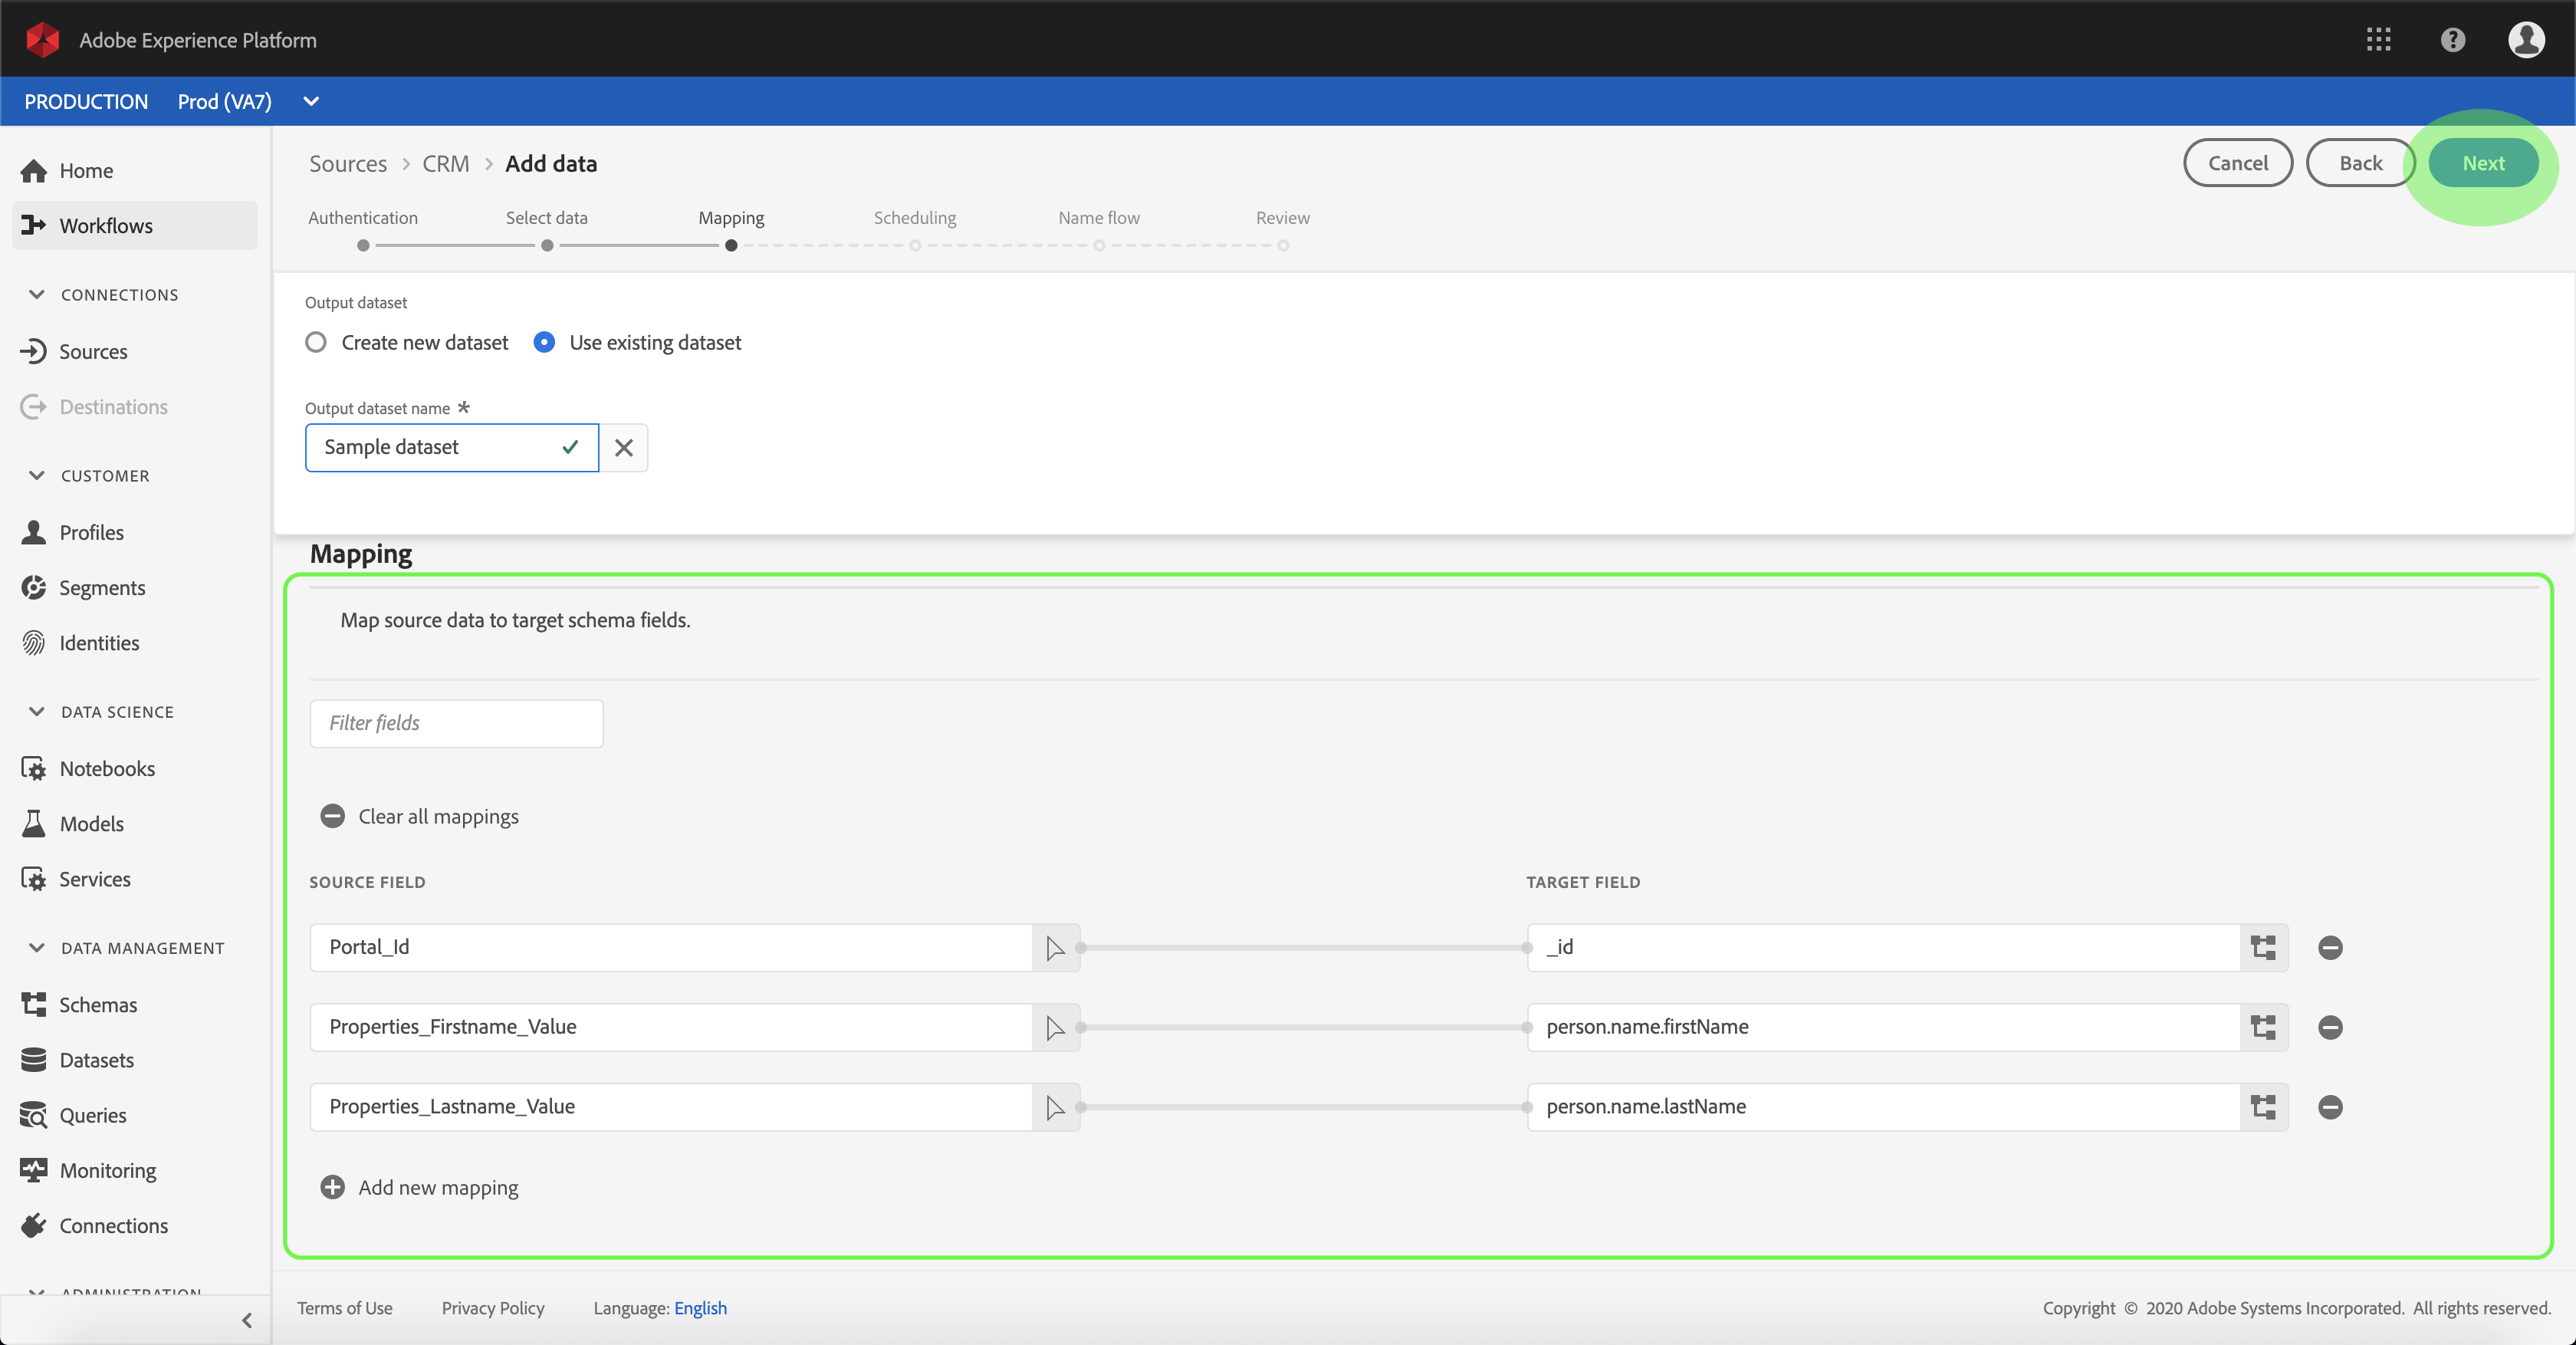 Adobe Experience Platform
PRODUCTION Prod (VA7)
Home
Workflows
CONNECTIONS
Sources
Destinations
CUSTOMER
Profiles
Segments
Identities
DATA SCIENCE
Notebooks
Models
Services
DATA MANAGEMENT
Schemas
Datasets
Queries
Monitoring
Connections
ADMINISTRATION
Sources > CRM > Add data
Cancel Back Next
Authentication Select data Mapping Scheduling Name flow Review
Output dataset
Create new dataset Use existing dataset
Output dataset name *
Sample dataset
Mapping
Map source data to target schema fields.
Filter fields
Clear all mappings
SOURCE FIELD TARGET FIELD
Portal_Id _id
Properties_Firstname_Value person.name.firstName
Properties_Lastname_Value person.name.lastName
Add new mapping
Terms of Use Privacy Policy Language: English Copyright © 2020 Adobe Systems Incorporated. All rights reserved.